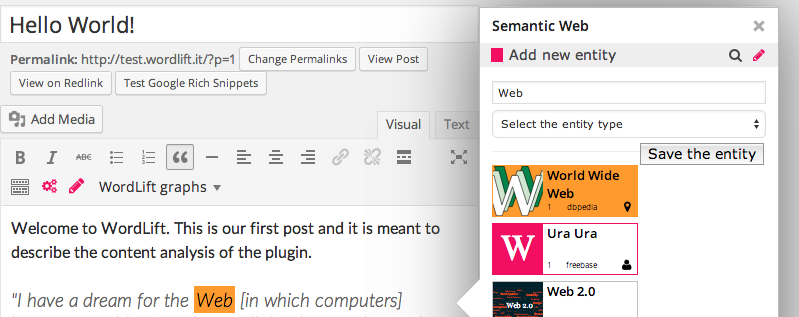 Hello World!
Permalink: http://test.wordlift.it/?p=1 Change Permalinks View Post
View on Redlink Test Google Rich Snippets
Add Media
Visual Text
B I ABC
WordLift graphs
Welcome to WordLift. This is our first post and it is meant to
describe the content analysis of the plugin.
"I have a dream for the Web [in which computers]
Semantic Web
Add new entity
Web
Select the entity type
Save the entity
W World Wide
Web
1 dbpedia
W Ura Ura
1 freebase
Web 2.0 Web 2.0